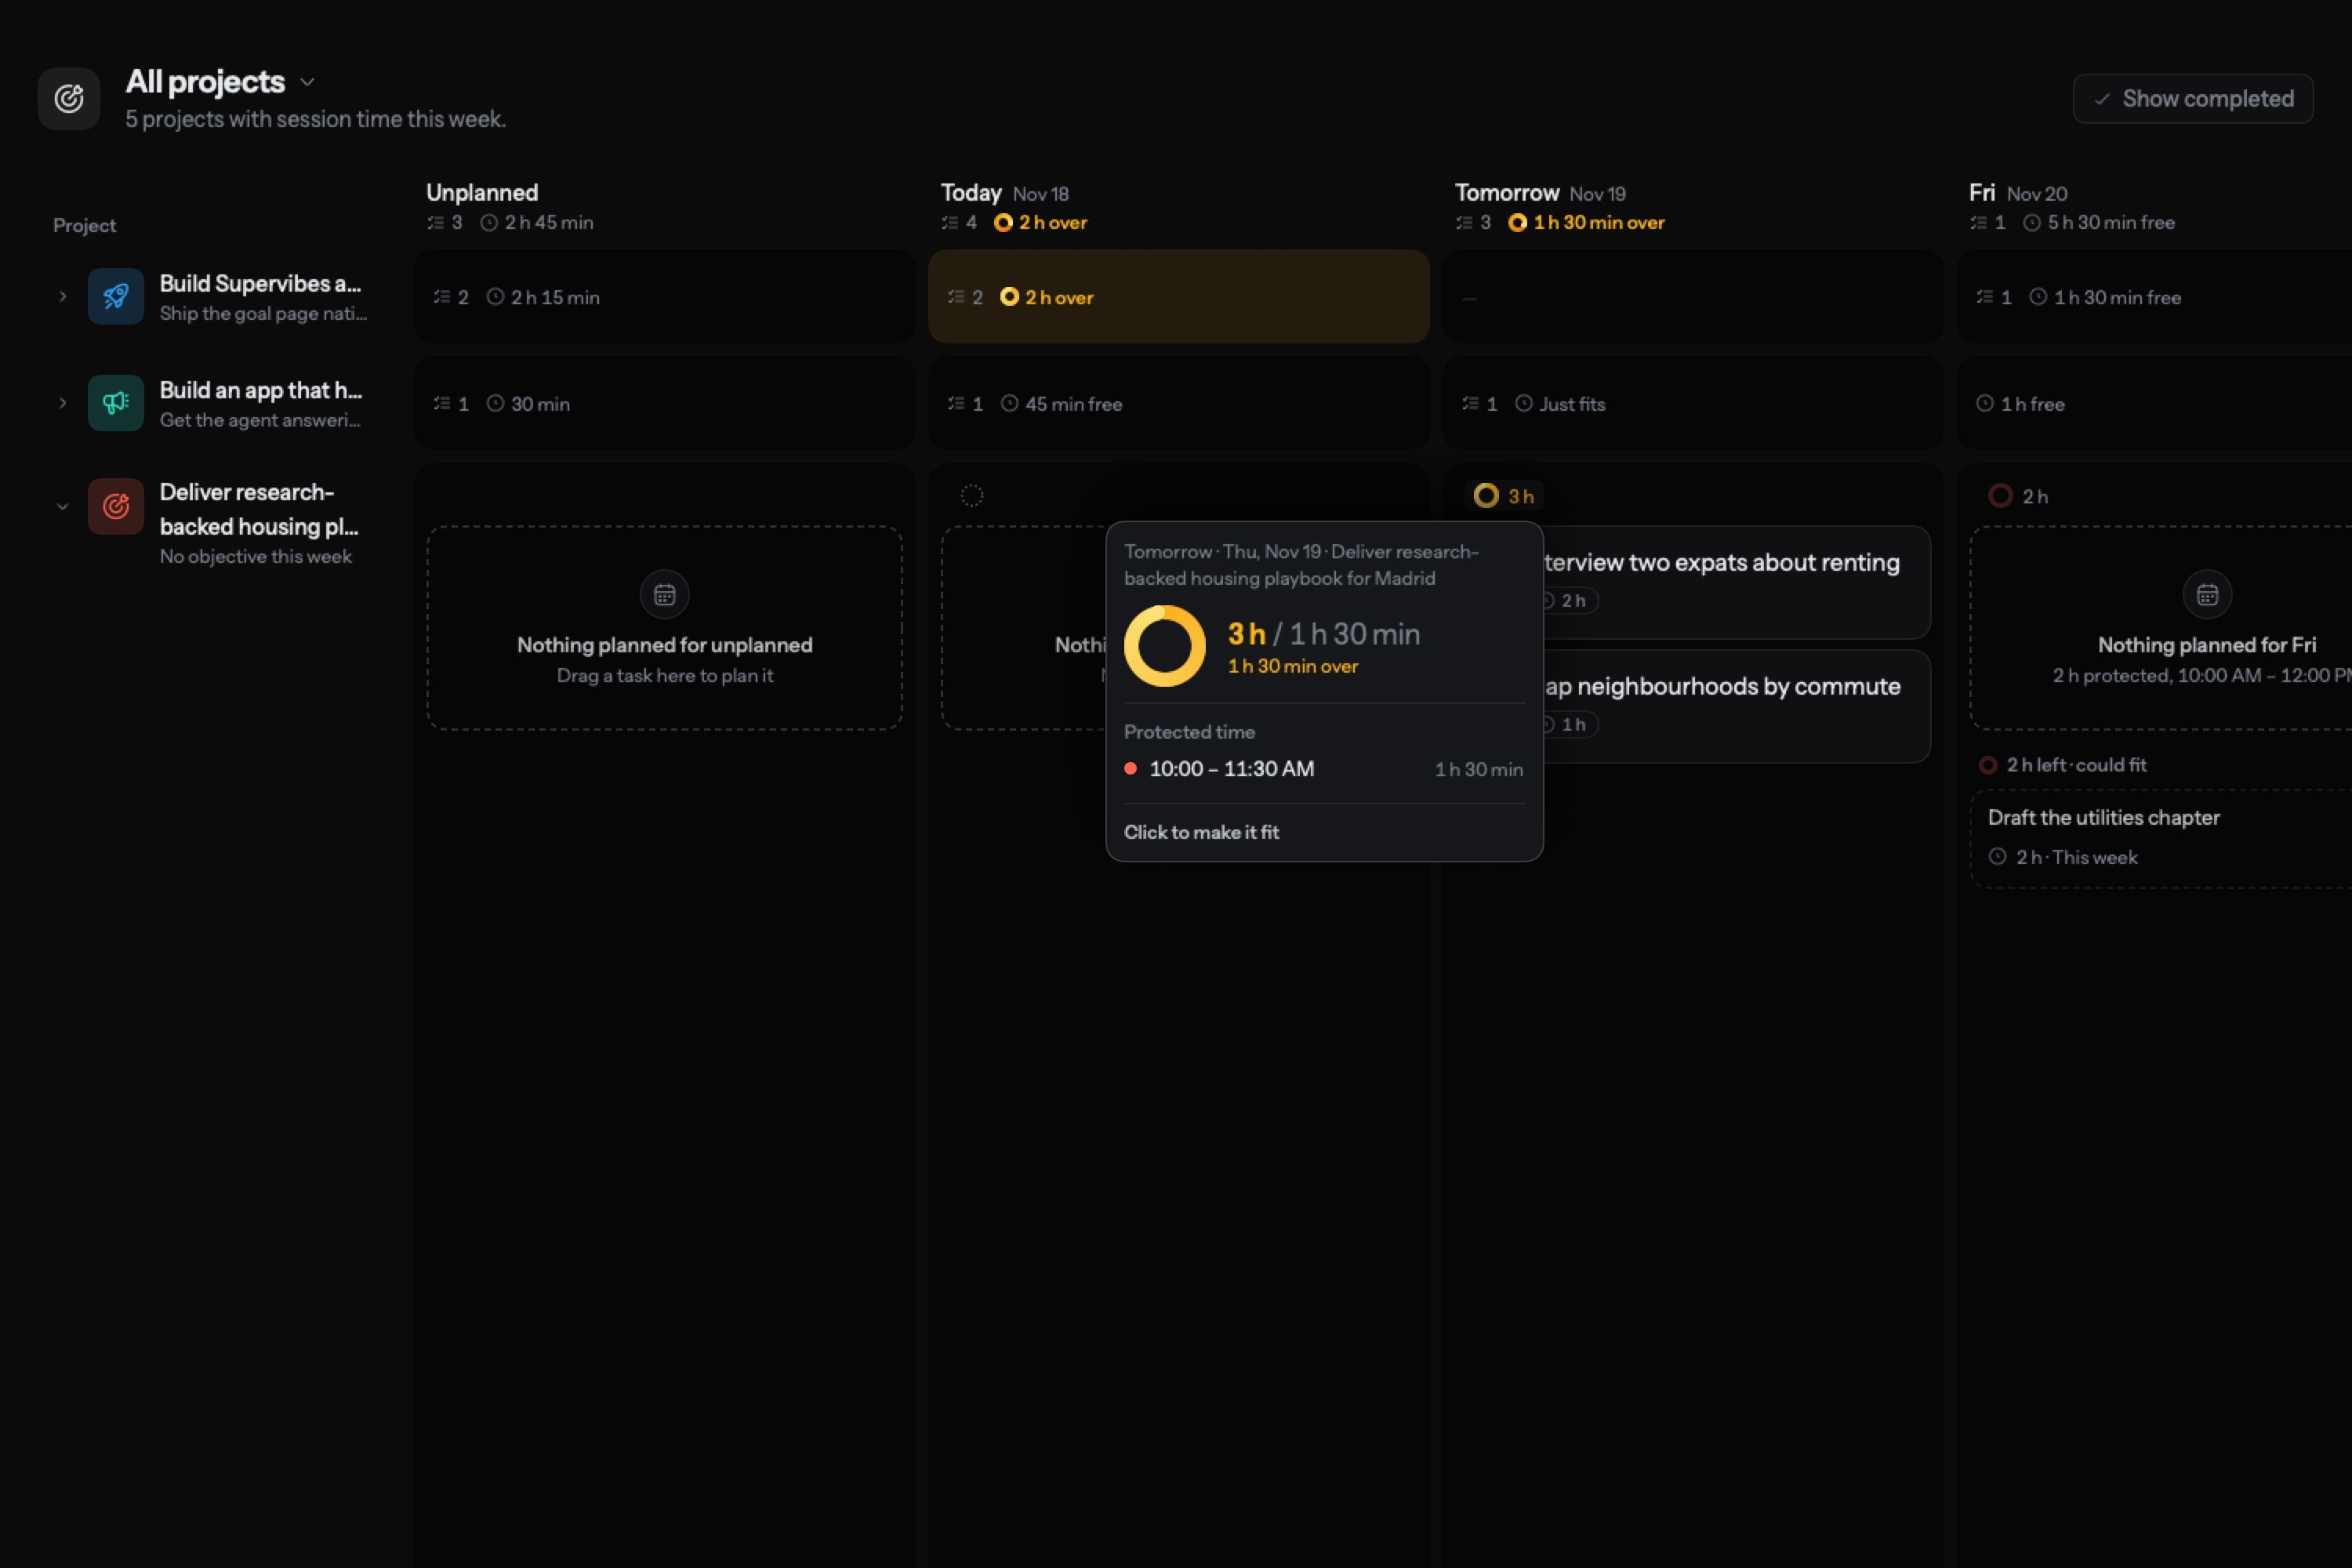 All projects
5 projects with session time this week.
Show completed
Project
Unplanned
3 2 h 45 min
Today Nov 18
4 2 h over
Tomorrow Nov 19
3 1 h 30 min over
Fri Nov 20
1 5 h 30 min free
Build Supervibes a...
Ship the goal page nati...
2 2 h 15 min
2 2 h over
–
1 1 h 30 min free
Build an app that h...
Get the agent answeri...
1 30 min
1 45 min free
1 Just fits
1 h free
Deliver research-
backed housing pl...
No objective this week
Nothing planned for unplanned
Drag a task here to plan it
Tomorrow · Thu, Nov 19 · Deliver research-
backed housing playbook for Madrid
3 h / 1 h 30 min
1 h 30 min over
Protected time
10:00 – 11:30 AM 1 h 30 min
Click to make it fit
3 h
two expats about renting
2 h
neighbourhoods by commute
1 h
2 h
Nothing planned for Fri
2 h protected, 10:00 AM – 12:00
2 h left · could fit
Draft the utilities chapter
2 h · This week